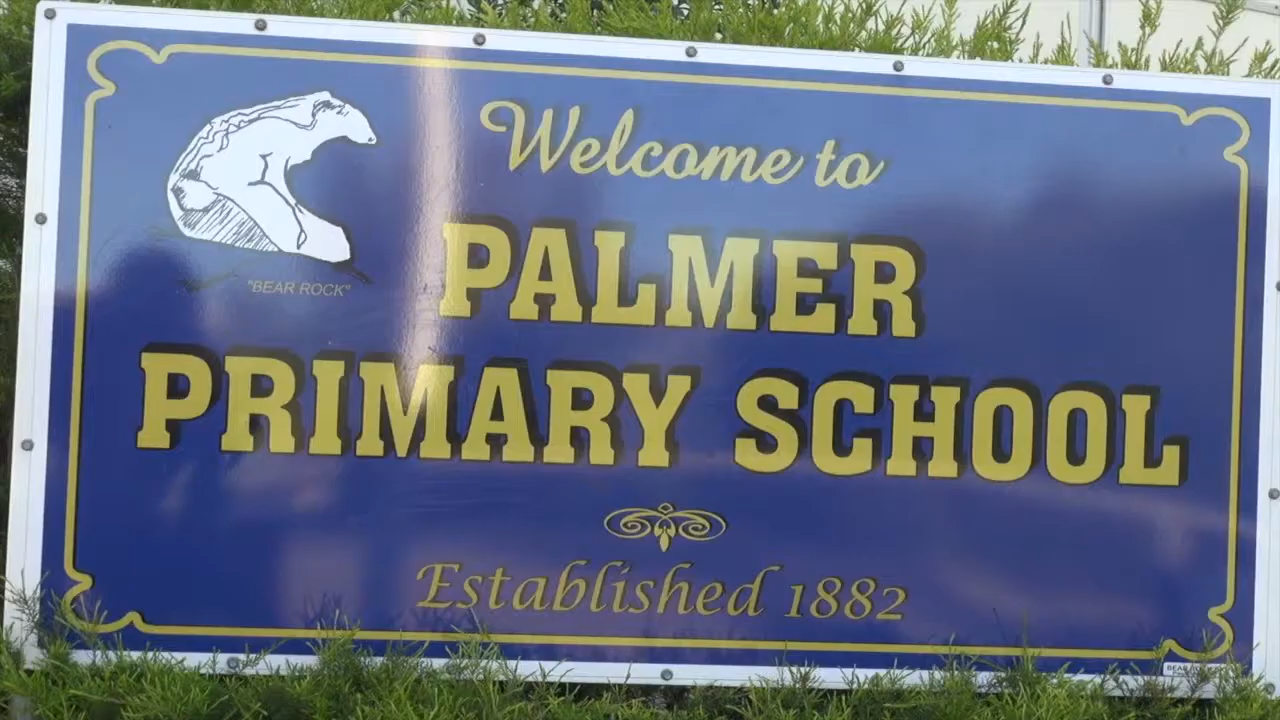 Welcome to
"BEAR ROCK"
PALMER
PRIMARY SCHOOL
Established 1882